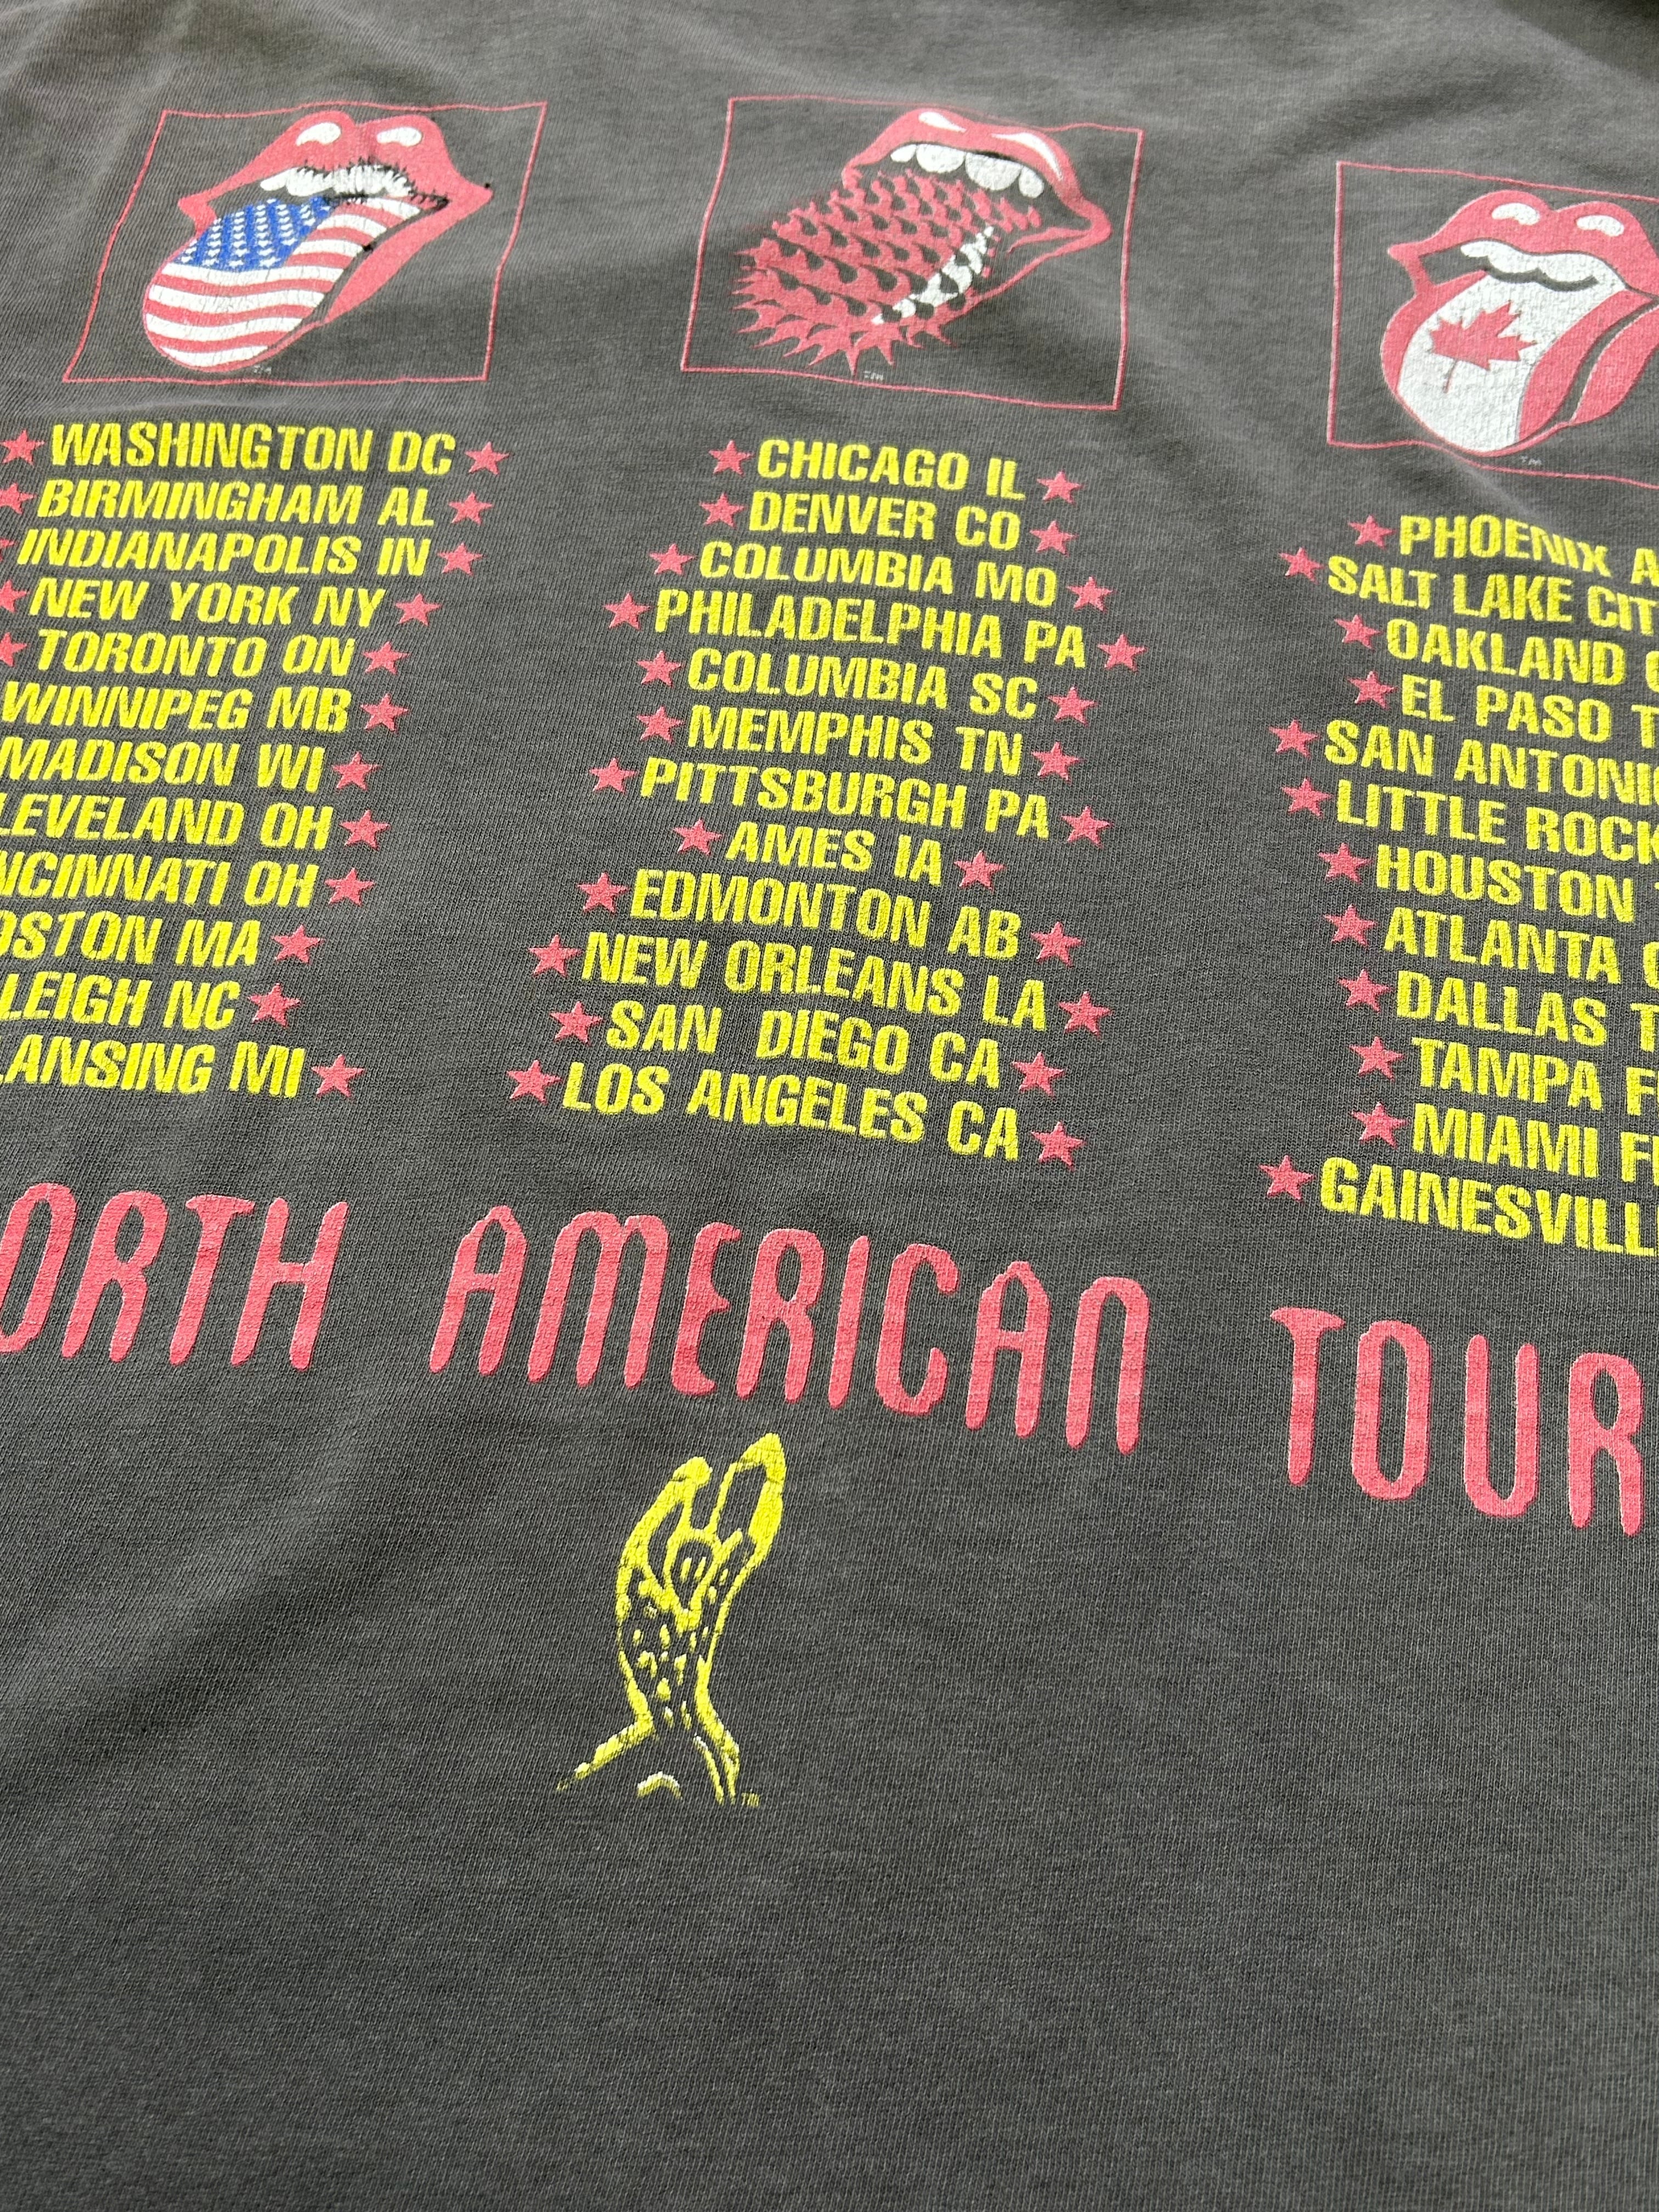 WASHINGTON DC
BIRMINGHAM AL
INDIANAPOLIS IN
NEW YORK NY
TORONTO ON
WINNIPEG MB
MADISON WI
LEVELAND OH
NCINNATI OH
OSTON MA
LEIGH NC
LANSING MI
CHICAGO IL
DENVER CO
COLUMBIA MO
PHILADELPHIA PA
COLUMBIA SC
MEMPHIS TN
PITTSBURGH PA
AMES IA
EDMONTON AB
NEW ORLEANS LA
SAN DIEGO CA
LOS ANGELES CA
PHOENIX A
SALT LAKE CIT
OAKLAND
EL PASO T
SAN ANTONIO
LITTLE ROCK
HOUSTON
ATLANTA
DALLAS T
TAMPA F
MIAMI F
GAINESVILL
ORTH AMERICAN TOUR
TM